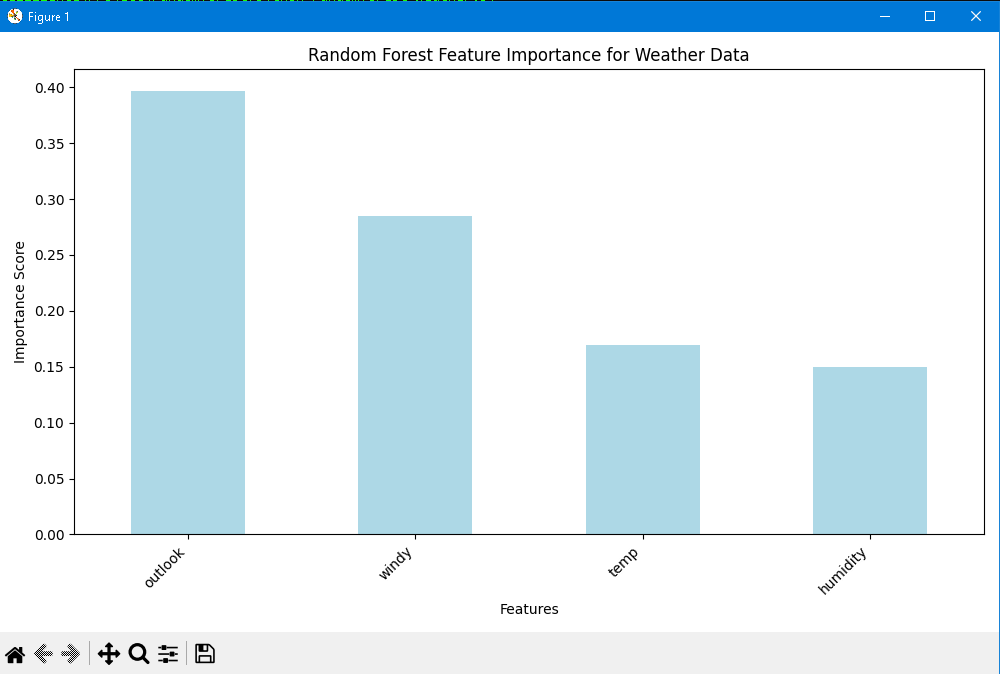 Figure 1
Random Forest Feature Importance for Weather Data
0.40
0.35
0.30
0.25
0.20
0.15
0.10
0.05
0.00
Importance Score
outlook
windy
temp
humidity
Features